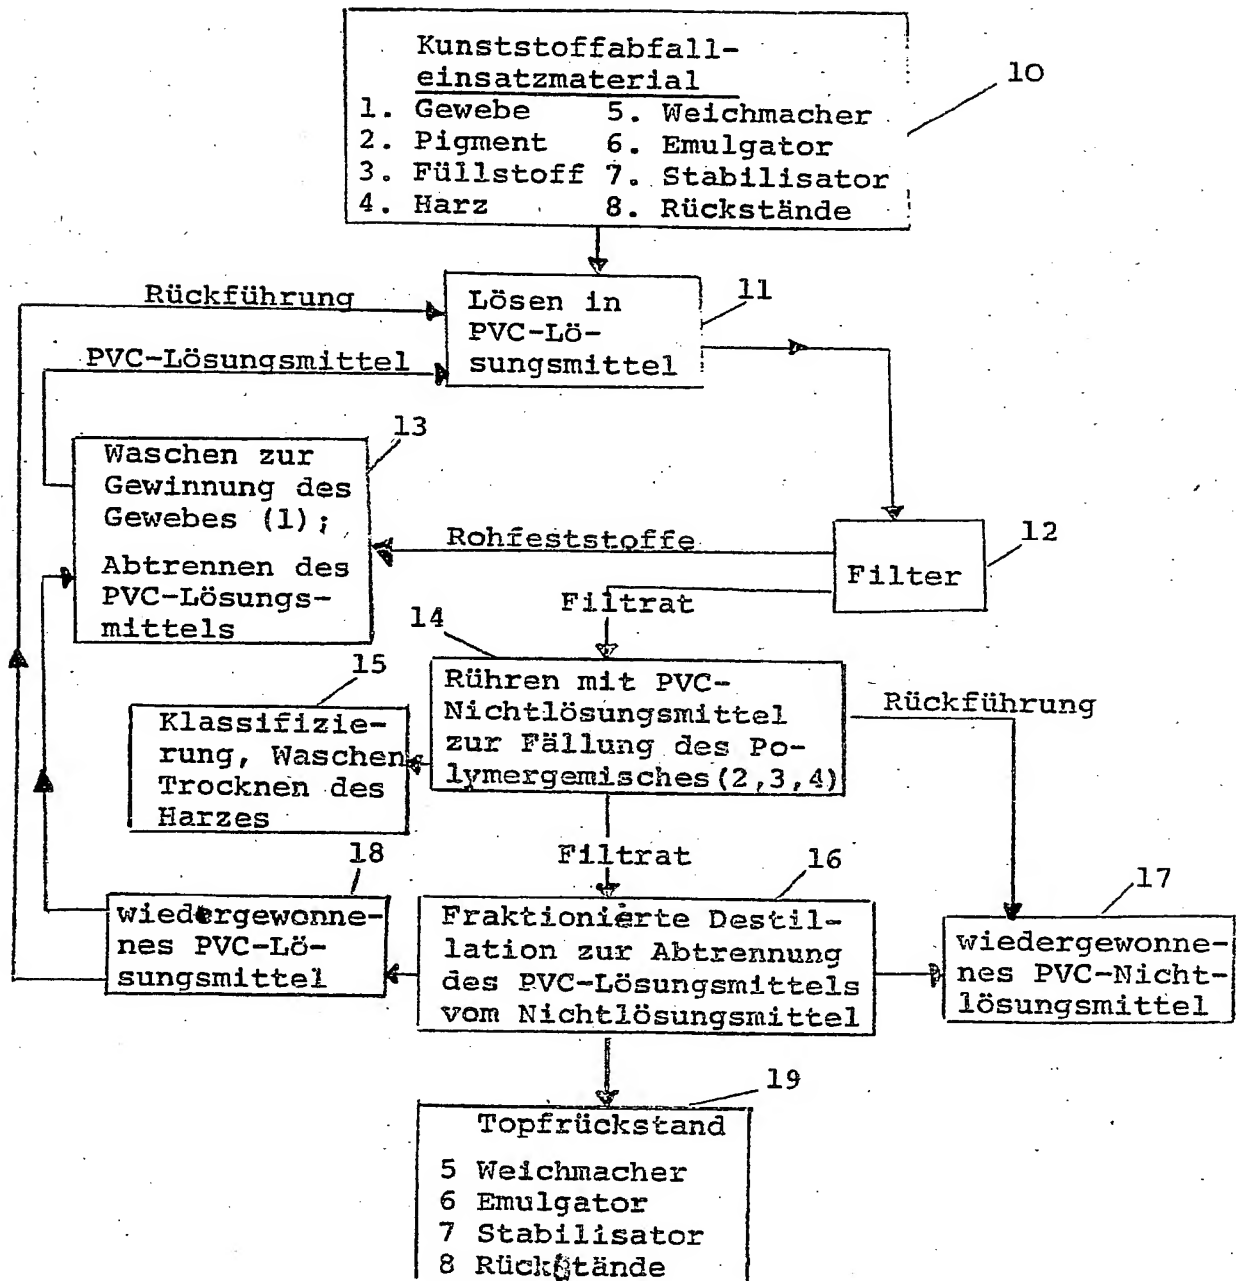 Kunststoffabfall-
einsatzmaterial
1. Gewebe 5. Weichmacher
2. Pigment 6. Emulgator
3. Füllstoff 7. Stabilisator
4. Harz 8. Rückstände
10
Rückführung
Lösen in
PVC-Lö-
sungsmittel
11
PVC-Lösungsmittel
13
Waschen zur
Gewinnung des
Gewebes (1);
Abtrennen des
PVC-Lösungs-
mittels
Rohfeststoffe
12
Filter
Filtrat
14
Rühren mit PVC-
Nichtlösungsmittel
zur Fällung des Po-
lymergemisches(2,3,4)
Rückführung
15
Klassifizie-
rung, Waschen
Trocknen des
Harzes
Filtrat
18
wiedergewonne-
nes PVC-Lö-
sungsmittel
16
Fraktionierte Destil-
lation zur Abtrennung
des PVC-Lösungsmittels
vom Nichtlösungsmittel
17
wiedergewonne-
nes PVC-Nicht-
lösungsmittel
19
Topfrückstand
5 Weichmacher
6 Emulgator
7 Stabilisator
8 Rückstände